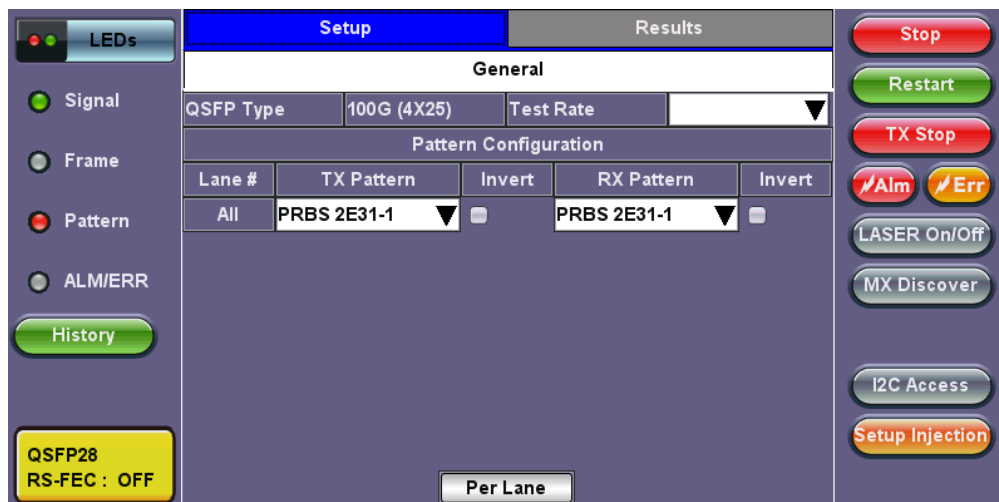 LEDs
Signal
Frame
Pattern
ALM/ERR
History
QSFP28
RS-FEC : OFF
Setup Results
General
QSFP Type 100G (4X25) Test Rate
Pattern Configuration
Lane # TX Pattern Invert RX Pattern Invert
All PRBS 2E31-1 PRBS 2E31-1
Per Lane
Stop
Restart
TX Stop
Alm Err
LASER On/Off
MX Discover
I2C Access
Setup Injection